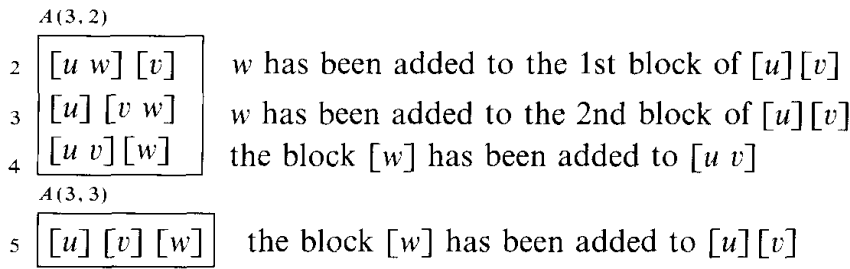 A(3,2)
2 [u w] [v] w has been added to the 1st block of [u][v]
3 [u] [v w] w has been added to the 2nd block of [u][v]
4 [u v][w] the block [w] has been added to [u v]
A(3,3)
5 [u] [v] [w] the block [w] has been added to [u][v]